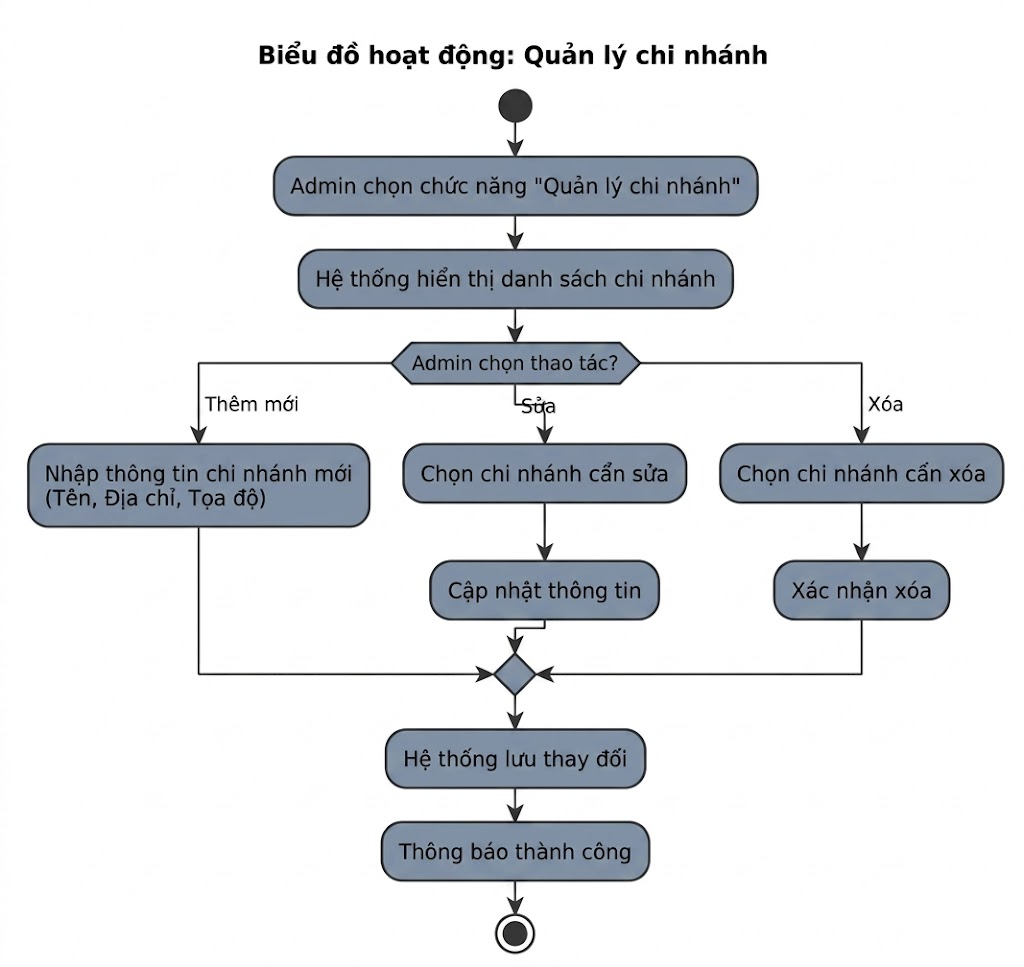 Biểu đồ hoạt động: Quản lý chi nhánh
Admin chọn chức năng "Quản lý chi nhánh"
Hệ thống hiển thị danh sách chi nhánh
Admin chọn thao tác?
Thêm mới
Sửa
Xóa
Nhập thông tin chi nhánh mới
(Tên, Địa chỉ, Tọa độ)
Chọn chi nhánh cẩn sửa
Chọn chi nhánh cấn xóa
Cập nhật thông tin
Xác nhận xóa
Hệ thống lưu thay đổi
Thông báo thành công